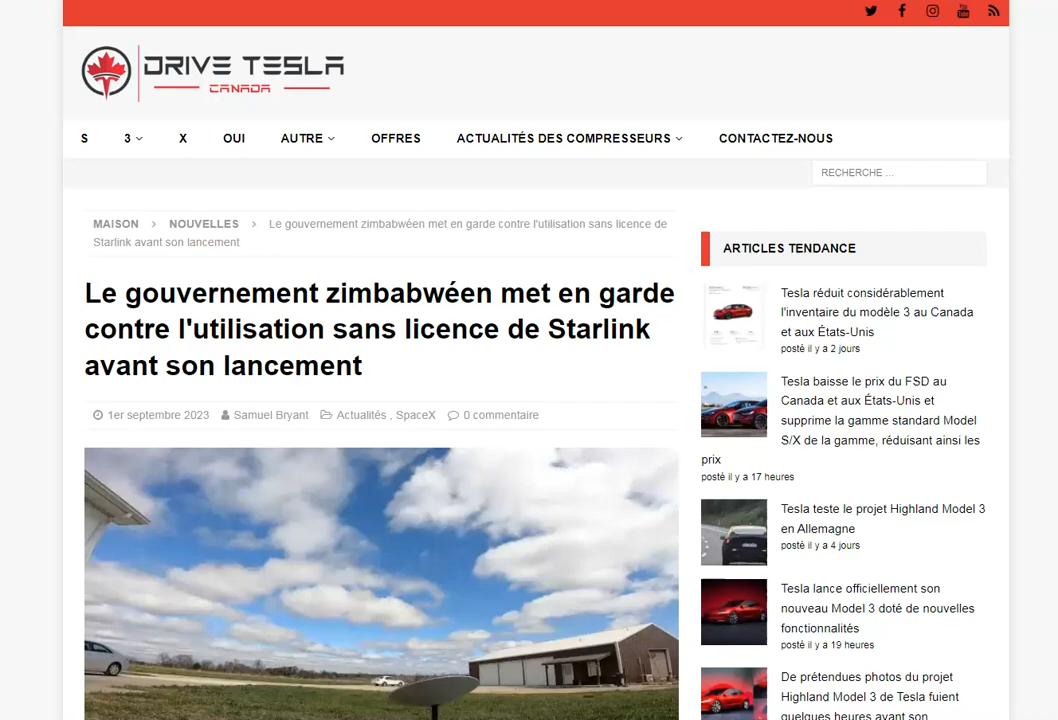 DRIVE TESLA
CANADA
S 3 X OUI AUTRE OFFRES ACTUALITÉS DES COMPRESSEURS CONTACTEZ-NOUS
RECHERCHE ...
MAISON > NOUVELLES > Le gouvernement zimbabwéen met en garde contre l'utilisation sans licence de
Starlink avant son lancement
Le gouvernement zimbabwéen met en garde
contre l'utilisation sans licence de Starlink
avant son lancement
1er septembre 2023 Samuel Bryant Actualités , SpaceX 0 commentaire
ARTICLES TENDANCE
Tesla réduit considérablement
l'inventaire du modèle 3 au Canada
et aux États-Unis
posté il y a 2 jours
Tesla baisse le prix du FSD au
Canada et aux États-Unis et
supprime la gamme standard Model
S/X de la gamme, réduisant ainsi les
prix
posté il y a 17 heures
Tesla teste le projet Highland Model 3
en Allemagne
posté il y a 4 jours
Tesla lance officiellement son
nouveau Model 3 doté de nouvelles
fonctionnalités
posté il y a 19 heures
De prétendues photos du projet
Highland Model 3 de Tesla fuient
quelques heures avant son